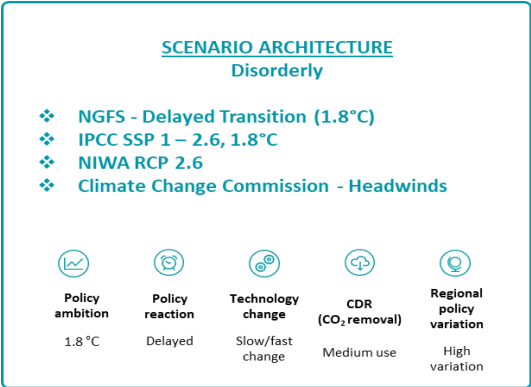 SCENARIO ARCHITECTURE
Disorderly
NGFS - Delayed Transition (1.8°C)
IPCC SSP 1 – 2.6, 1.8°C
NIWA RCP 2.6
Climate Change Commission - Headwinds
Policy
ambition
1.8 °C
Policy
reaction
Delayed
Technology
change
Slow/fast
change
CDR
(CO₂ removal)
Medium use
Regional
policy
variation
High
variation